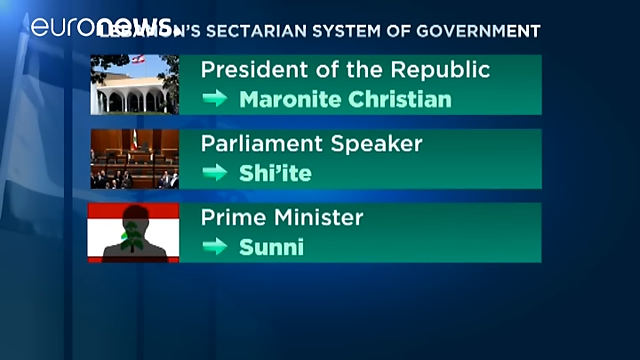 euronews.
LEBANON'S SECTARIAN SYSTEM OF GOVERNMENT
President of the Republic
Maronite Christian
Parliament Speaker
Shi'ite
Prime Minister
Sunni